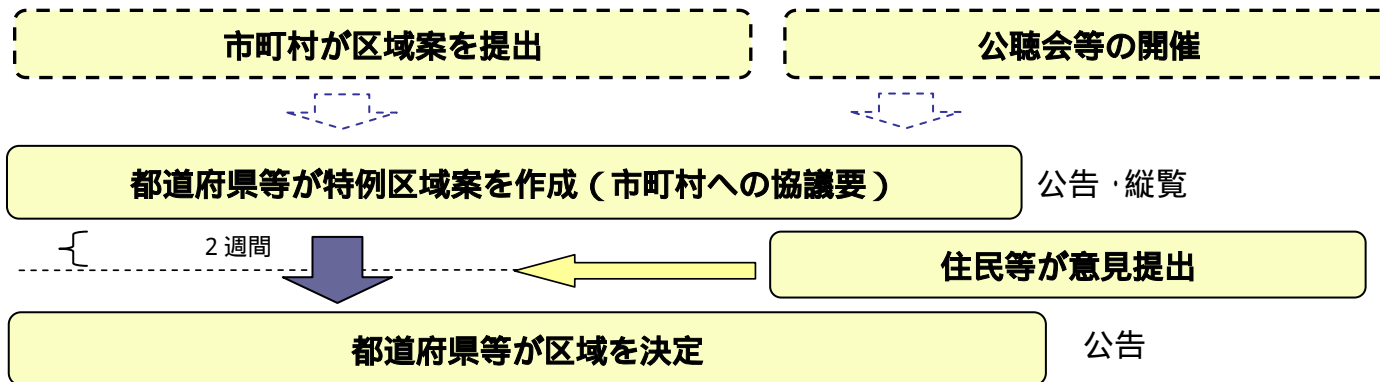 市町村が区域案を提出
公聴会等の開催
都道府県等が特例区域案を作成（市町村への協議要）
公告・縦覧
2週間
住民等が意見提出
都道府県等が区域を決定
公告